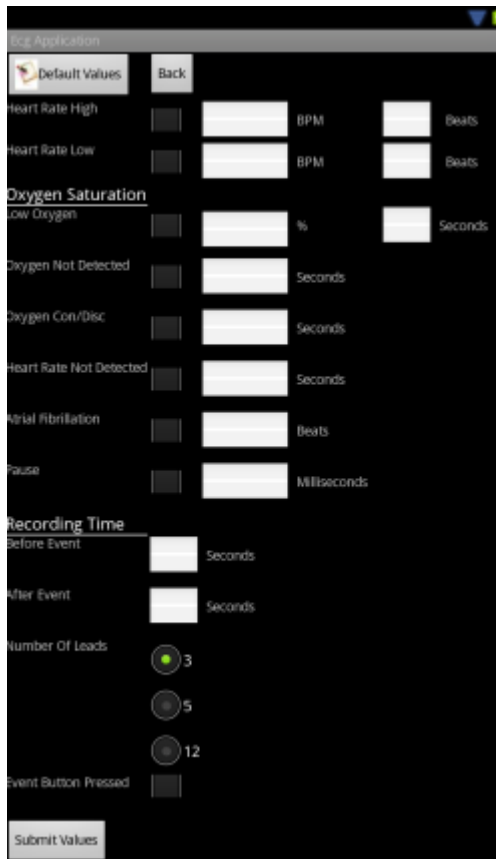 Ecg Application
Default Values Back
Heart Rate High BPM Beats
Heart Rate Low BPM Beats
Oxygen Saturation
Low Oxygen % Seconds
Oxygen Not Detected Seconds
Oxygen Con/Disc Seconds
Heart Rate Not Detected Seconds
Atrial Fibrillation Beats
Pause Milliseconds
Recording Time
Before Event Seconds
After Event Seconds
Number Of Leads 3
5
12
Event Button Pressed
Submit Values